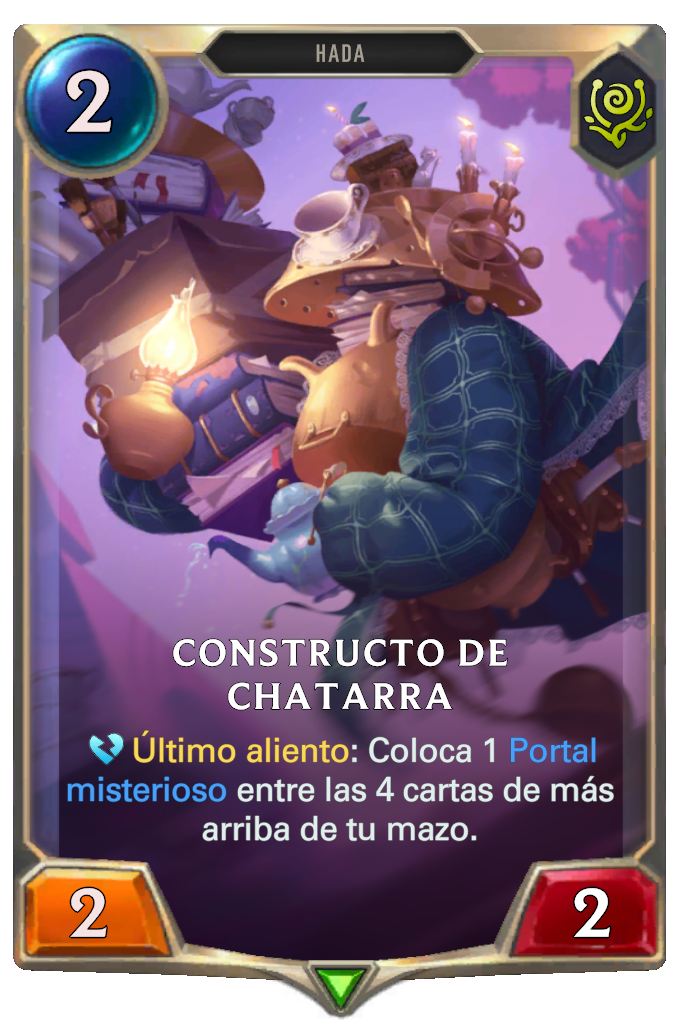 HADA
2
CONSTRUCTO DE
CHATARRA
Último aliento: Coloca 1 Portal
misterioso entre las 4 cartas de más
arriba de tu mazo.
2
2